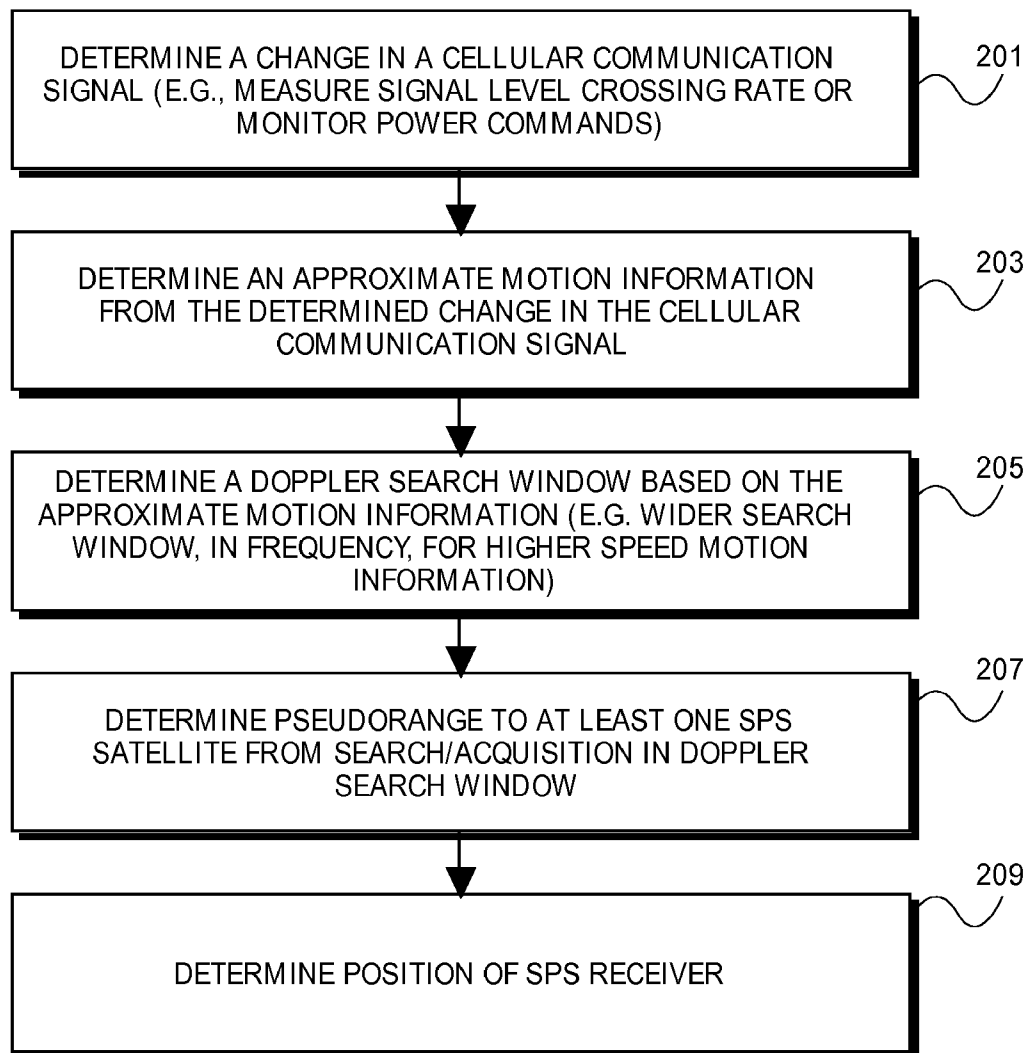 DETERMINE A CHANGE IN A CELLULAR COMMUNICATION
SIGNAL (E.G., MEASURE SIGNAL LEVEL CROSSING RATE OR
MONITOR POWER COMMANDS)
201
DETERMINE AN APPROXIMATE MOTION INFORMATION
FROM THE DETERMINED CHANGE IN THE CELLULAR
COMMUNICATION SIGNAL
203
DETERMINE A DOPPLER SEARCH WINDOW BASED ON THE
APPROXIMATE MOTION INFORMATION (E.G. WIDER SEARCH
WINDOW, IN FREQUENCY, FOR HIGHER SPEED MOTION
INFORMATION)
205
DETERMINE PSEUDORANGE TO AT LEAST ONE SPS
SATELLITE FROM SEARCH/ACQUISITION IN DOPPLER
SEARCH WINDOW
207
DETERMINE POSITION OF SPS RECEIVER
209